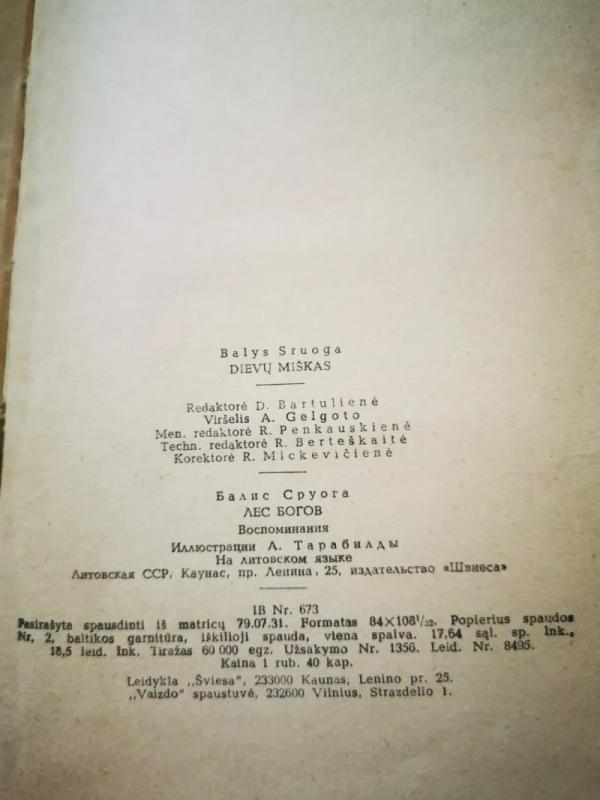 Balys Sruoga
DIEVŲ MIŠKAS
Redaktorė D. Bartulienė
Viršelis A. Gelgoto
Men. redaktorė R. Penkauskienė
Techn. redaktorė R. Berteškaitė
Korektorė R. Mickevičienė
Балис Сруога
ЛЕС БОГОВ
Воспоминания
Иллюстрации А. Тарабилды
На литовском языке
Литовская ССР, Каунас, пр. Ленина, 25, издательство «Швиеса»
IB Nr. 673
Pasirašyta spausdinti iš matricų 79.07.31. Formatas 84×108¹/₃₂. Popierius spaudos
Nr. 2, baltikos garnitūra, iškilioji spauda, viena spalva. 17,64 sąl. sp. lnk.,
18,5 leid. lnk. Tiražas 60 000 egz. Užsakymo Nr. 1350. Leid. Nr. 8495.
Kaina 1 rub. 40 kap.
Leidykla „Šviesa“, 233000 Kaunas, Lenino pr. 25.
„Vaizdo“ spaustuvė, 232600 Vilnius, Strazdelio 1.